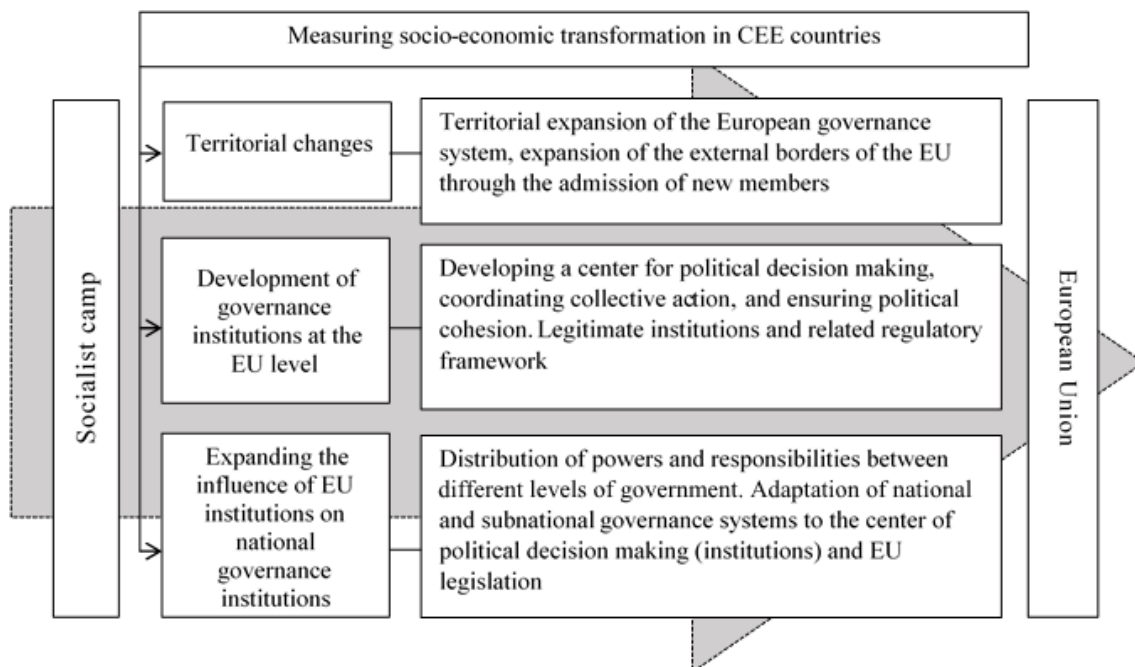 Measuring socio-economic transformation in CEE countries
Socialist camp
Territorial changes
Territorial expansion of the European governance
system, expansion of the external borders of the EU
through the admission of new members
Development of
governance
institutions at the
EU level
Developing a center for political decision making,
coordinating collective action, and ensuring political
cohesion. Legitimate institutions and related regulatory
framework
Expanding the
influence of EU
institutions on
national
governance
institutions
Distribution of powers and responsibilities between
different levels of government. Adaptation of national
and subnational governance systems to the center of
political decision making (institutions) and EU
legislation
European Union